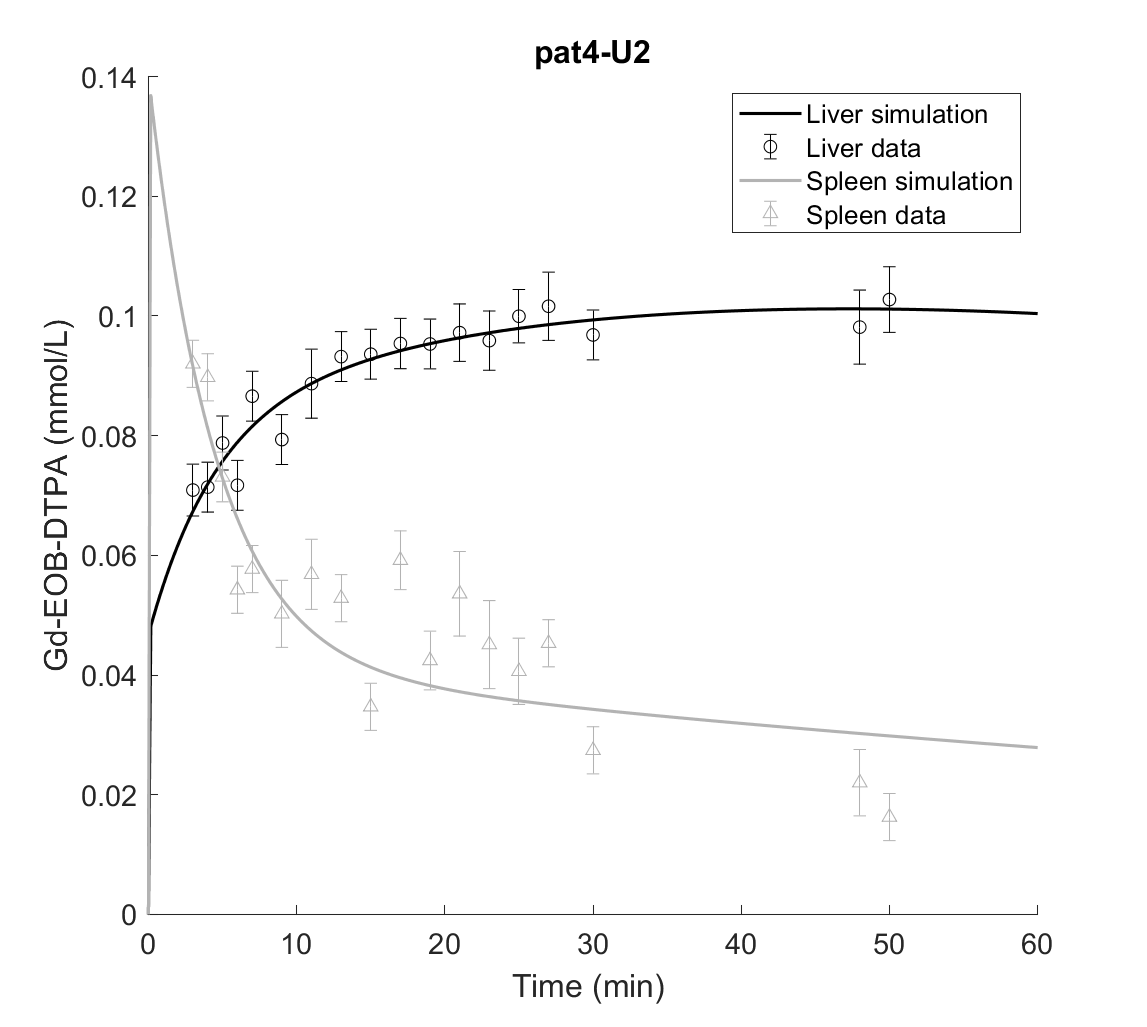 pat4-U2
Liver simulation
Liver data
Spleen simulation
Spleen data
Gd-EOB-DTPA (mmol/L)
0.14
0.12
0.1
0.08
0.06
0.04
0.02
0
0 10 20 30 40 50 60
Time (min)